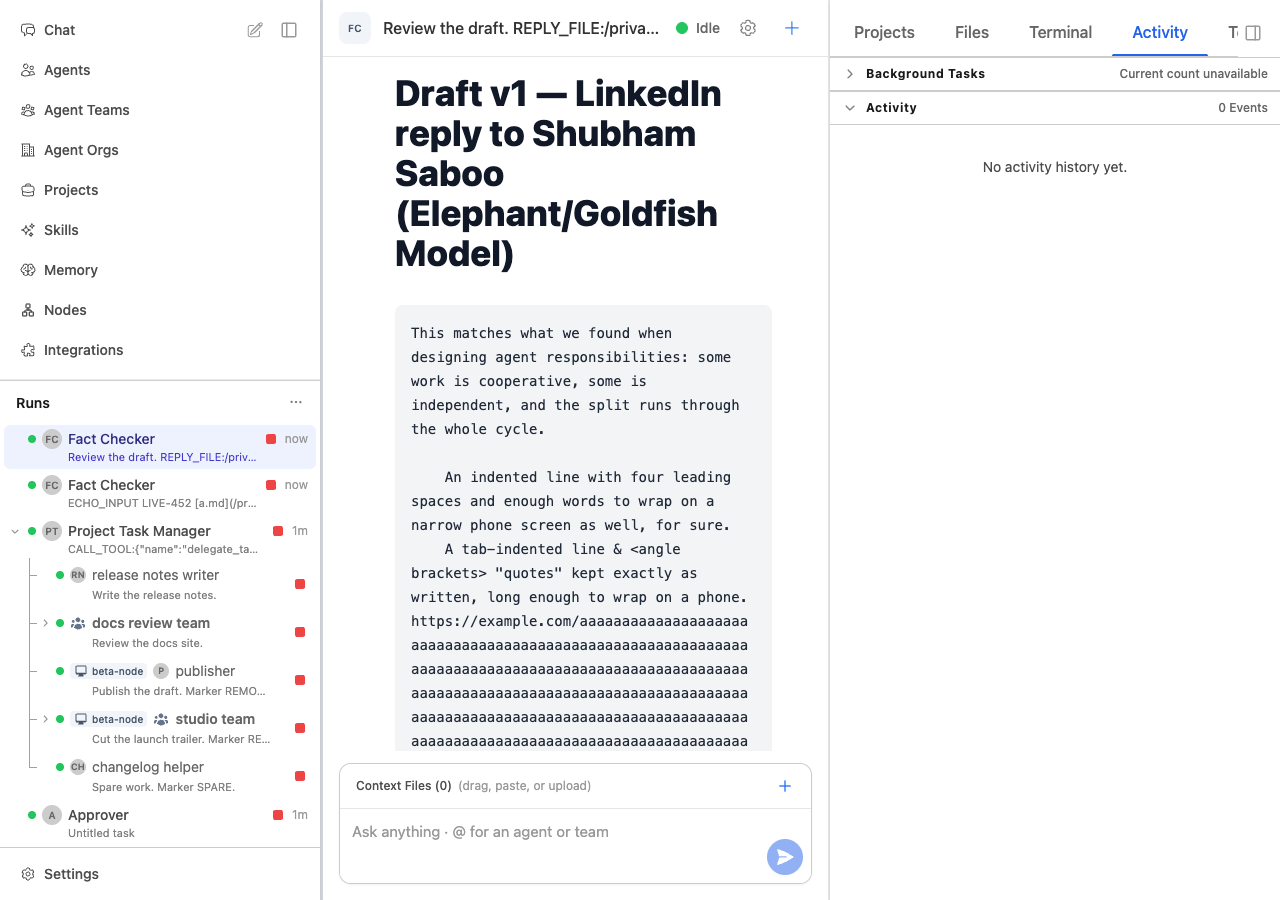 Chat
Agents
Agent Teams
Agent Orgs
Projects
Skills
Memory
Nodes
Integrations
Runs
FC Fact Checker now
Review the draft. REPLY_FILE:/priv...
FC Fact Checker now
ECHO_INPUT LIVE-452 [a.md](/pr...
PT Project Task Manager 1m
CALL_TOOL:{"name":"delegate_ta...
RN release notes writer
Write the release notes.
docs review team
Review the docs site.
beta-node P publisher
Publish the draft. Marker REMO...
beta-node studio team
Cut the launch trailer. Marker RE...
CH changelog helper
Spare work. Marker SPARE.
A Approver 1m
Untitled task
Settings
FC Review the draft. REPLY_FILE:/priva... Idle
Draft v1 — LinkedIn
reply to Shubham
Saboo
(Elephant/Goldfish
Model)
This matches what we found when
designing agent responsibilities: some
work is cooperative, some is
independent, and the split runs through
the whole cycle.
    An indented line with four leading
spaces and enough words to wrap on a
narrow phone screen as well, for sure.
    A tab-indented line & <angle
brackets> "quotes" kept exactly as
written, long enough to wrap on a phone.
https://example.com/aaaaaaaaaaaaaaaaaaaa
aaaaaaaaaaaaaaaaaaaaaaaaaaaaaaaaaaaaaaaa
aaaaaaaaaaaaaaaaaaaaaaaaaaaaaaaaaaaaaaaa
aaaaaaaaaaaaaaaaaaaaaaaaaaaaaaaaaaaaaaaa
aaaaaaaaaaaaaaaaaaaaaaaaaaaaaaaaaaaaaaaa
aaaaaaaaaaaaaaaaaaaaaaaaaaaaaaaaaaaaaaaa
Context Files (0) (drag, paste, or upload)
Ask anything · @ for an agent or team
Projects Files Terminal Activity
Background Tasks Current count unavailable
Activity 0 Events
No activity history yet.